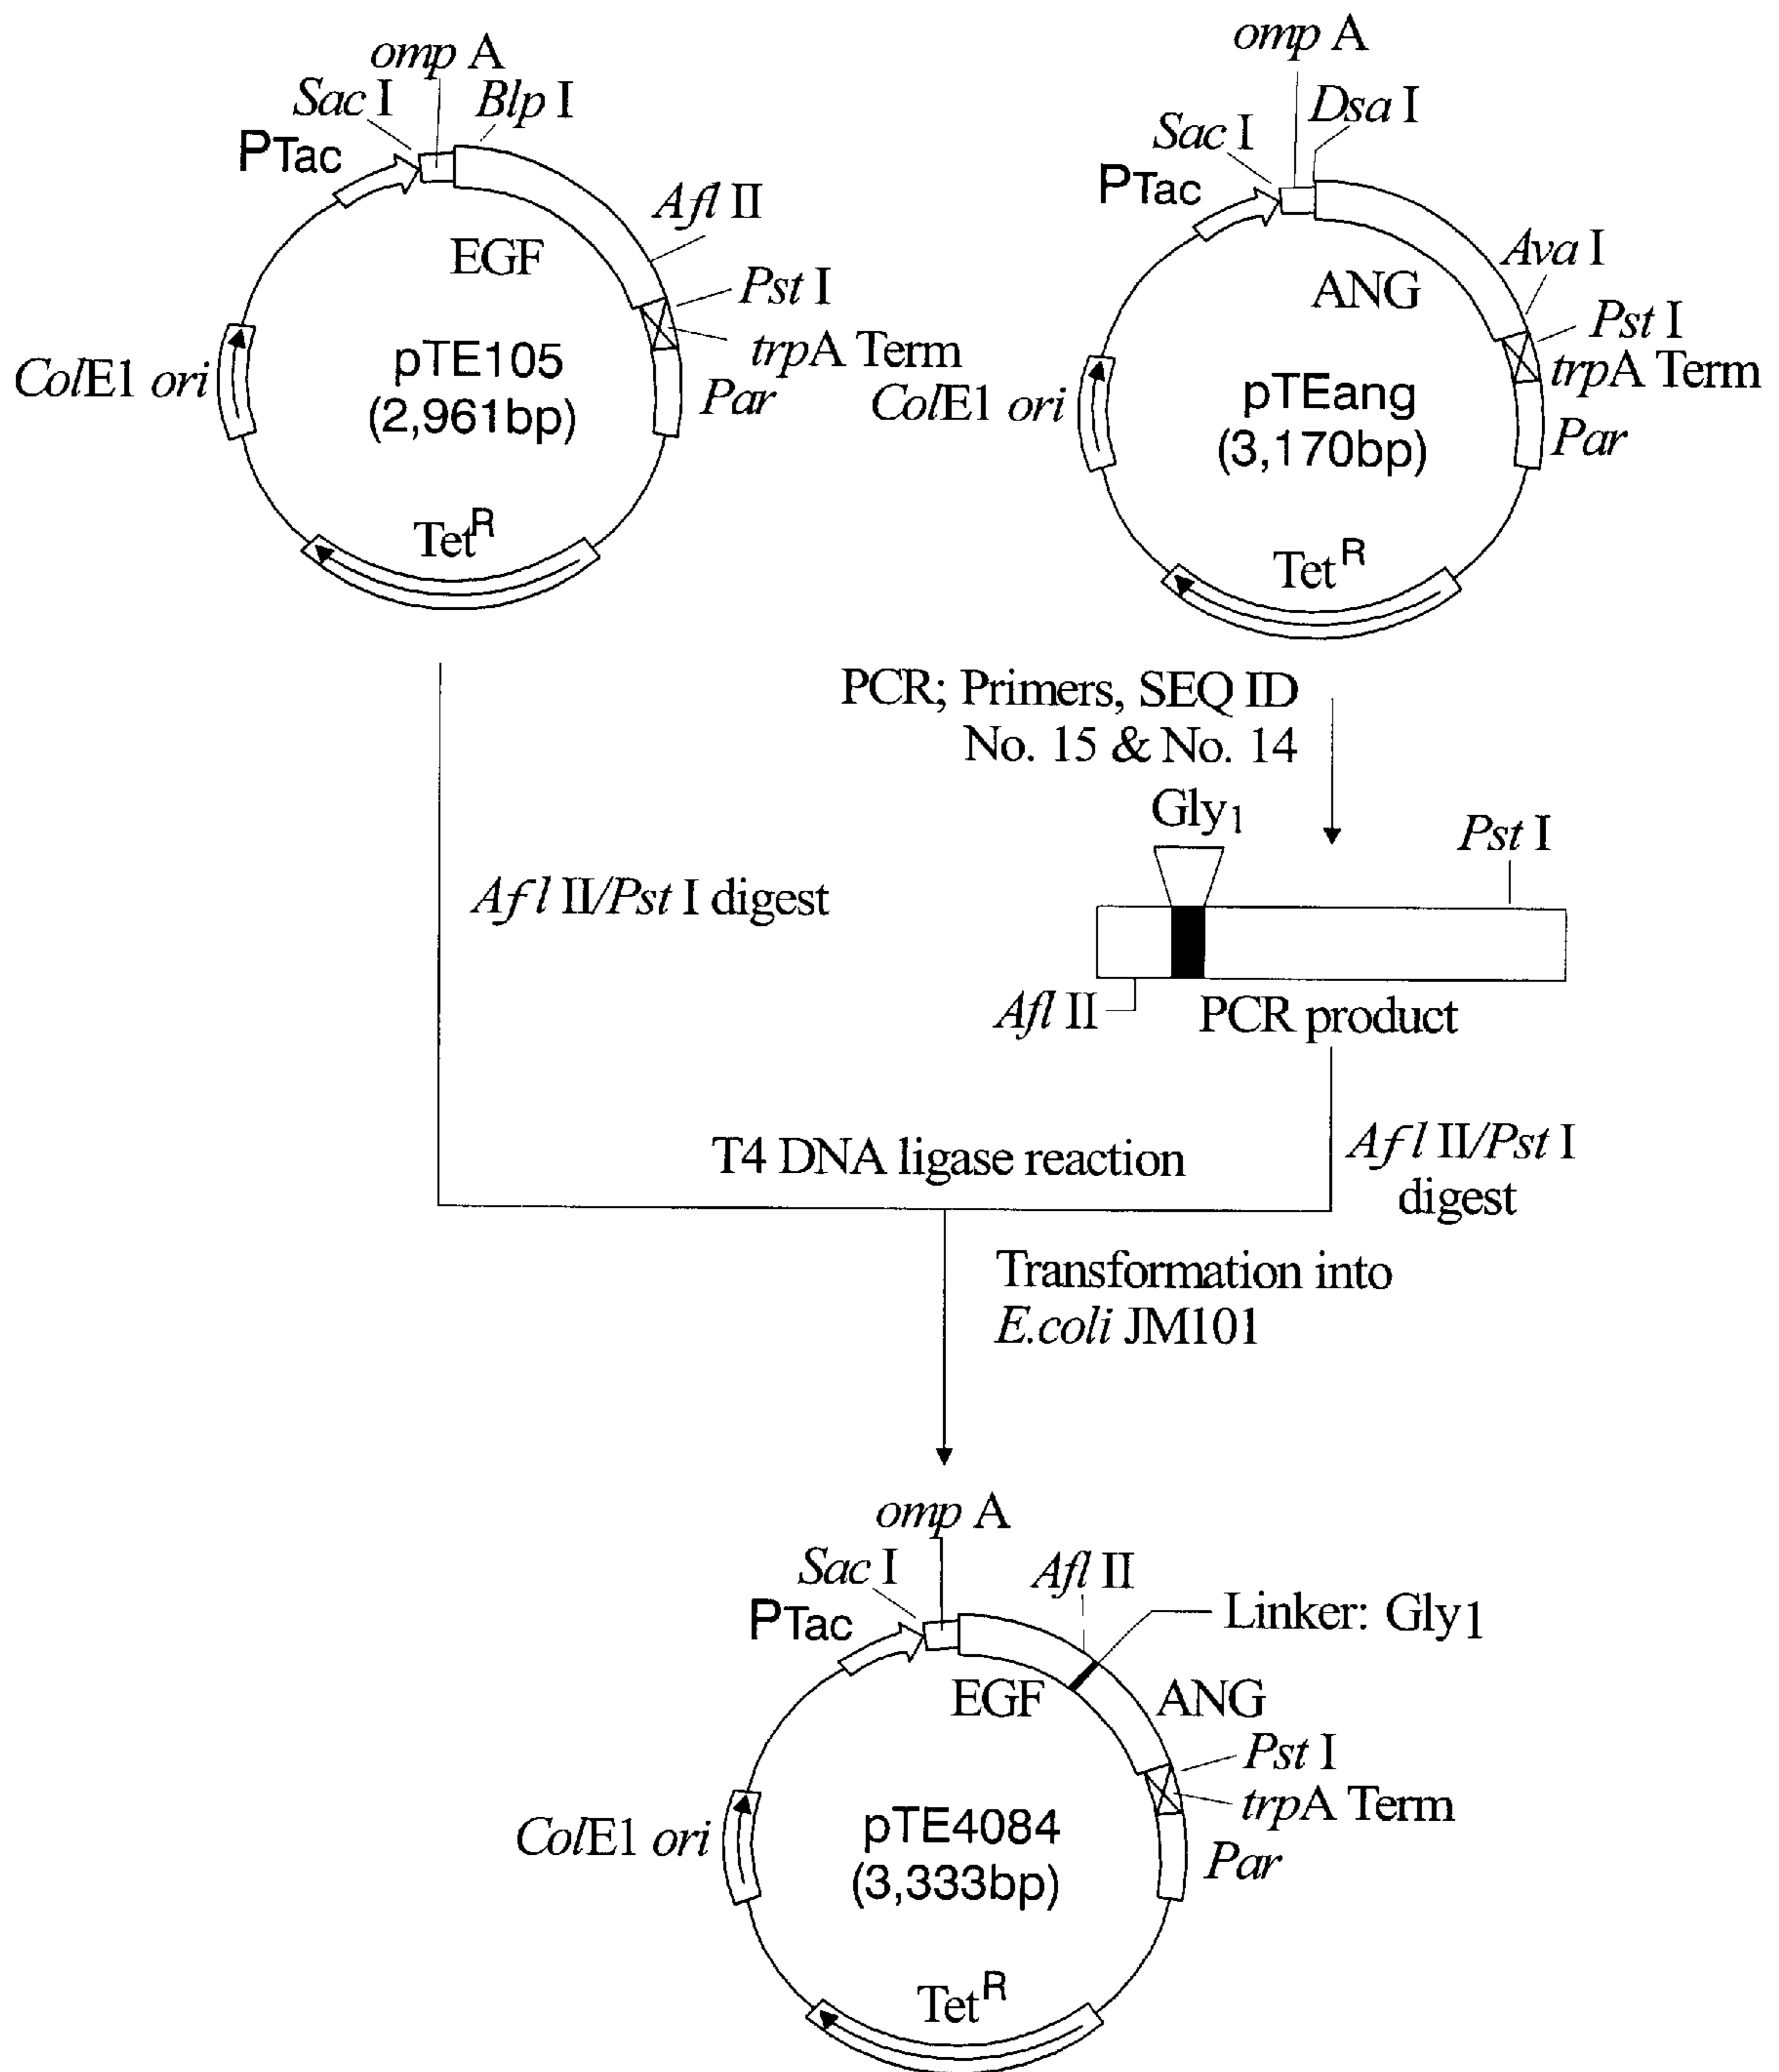 omp A
Sac I
Blp I
PTac
Afl II
EGF
Pst I
trpA Term
pTE105
(2,961bp)
ColE1 ori
Par
TetR
omp A
Dsa I
Sac I
PTac
Ava I
ANG
Pst I
trpA Term
pTEang
(3,170bp)
ColE1 ori
Par
Tet R
PCR; Primers, SEQ ID
No. 15 & No. 14
Gly1
Pst I
Afl II/Pst I digest
Afl II
PCR product
T4 DNA ligase reaction
Afl II/Pst I
digest
Transformation into
E.coli JM101
omp A
Sac I
Afl II
PTac
Linker: Gly1
EGF
ANG
Pst I
trpA Term
pTE4084
(3,333bp)
ColE1 ori
Par
Tet R